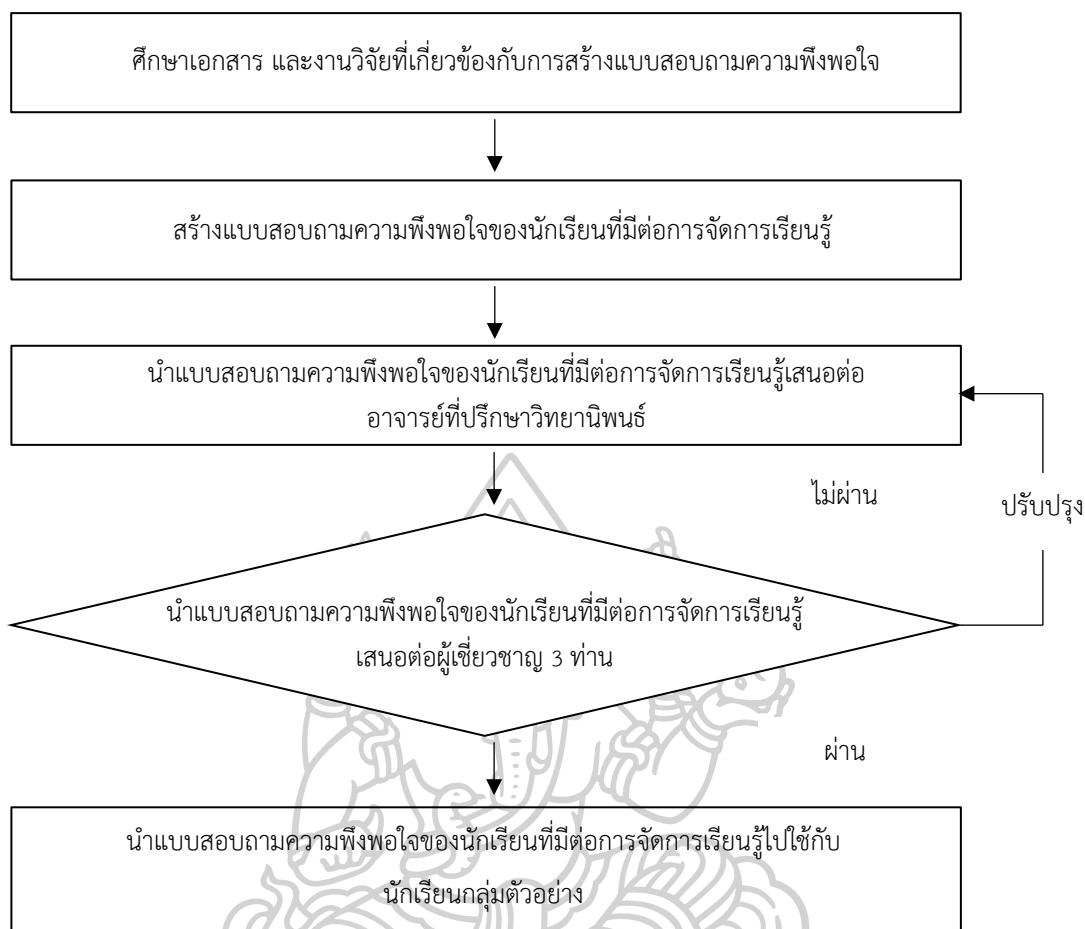 ศึกษาเอกสาร และงานวิจัยที่เกี่ยวข้องกับการสร้างแบบสอบถามความพึงพอใจ
สร้างแบบสอบถามความพึงพอใจของนักเรียนที่มีต่อการจัดการเรียนรู้
นำแบบสอบถามความพึงพอใจของนักเรียนที่มีต่อการจัดการเรียนรู้เสนอต่อ
อาจารย์ที่ปรึกษาวิทยานิพนธ์
ไม่ผ่าน
ปรับปรุง
นำแบบสอบถามความพึงพอใจของนักเรียนที่มีต่อการจัดการเรียนรู้
เสนอต่อผู้เชี่ยวชาญ 3 ท่าน
ผ่าน
นำแบบสอบถามความพึงพอใจของนักเรียนที่มีต่อการจัดการเรียนรู้ไปใช้กับ
นักเรียนกลุ่มตัวอย่าง